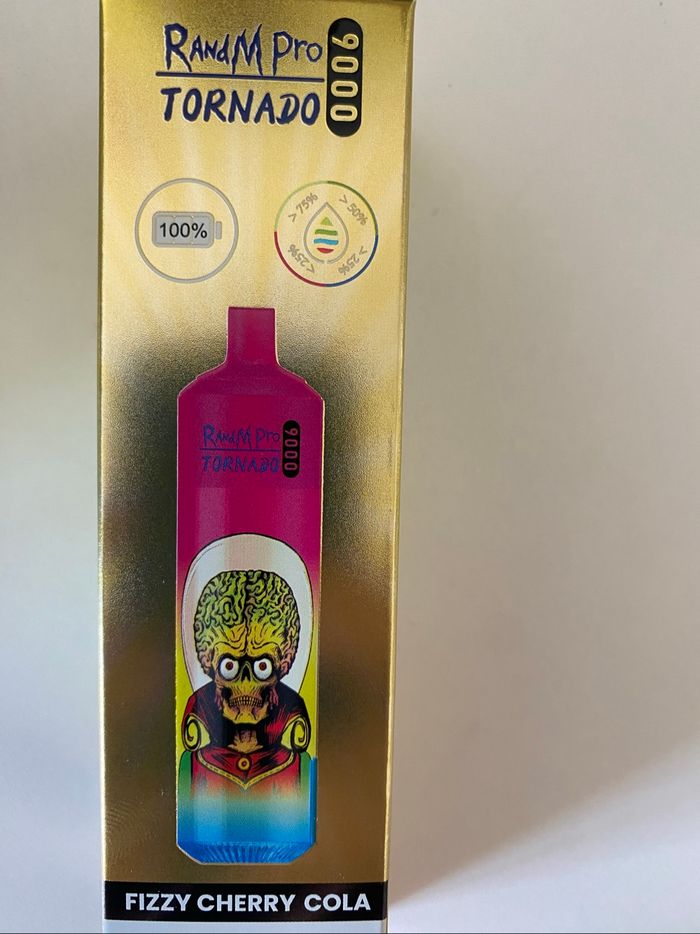 RandM Pro
TORNADO
9000
100%
> 75%
> 50%
< 25%
> 25%
RandM Pro
TORNADO
9000
FIZZY CHERRY COLA